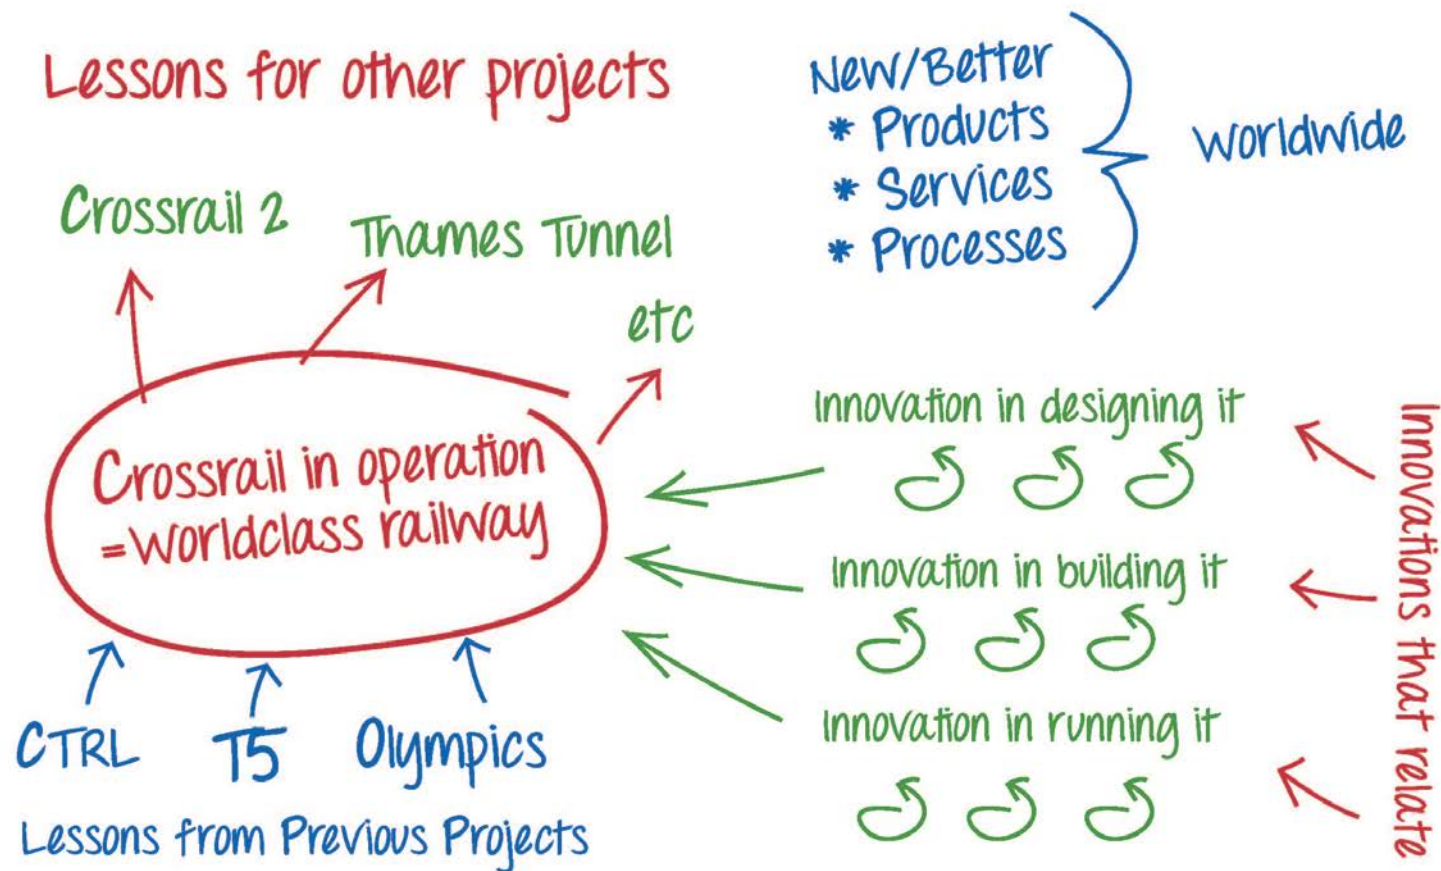 Lessons for other projects
Crossrail 2
Thames Tunnel
etc
Crossrail in operation
=worldclass railway
CTRL
T5
Olympics
Lessons from Previous Projects
New/Better
* Products
* Services
* Processes
Worldwide
Innovation in designing it
Innovation in building it
Innovation in running it
Innovations that relate